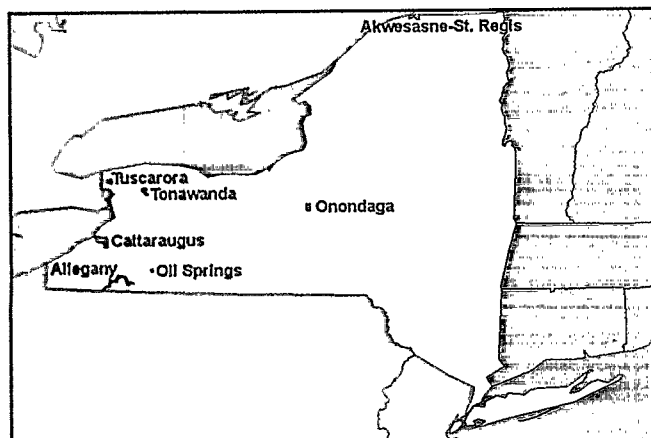 Akwesasne-St. Regis
Tuscarora
Tonawanda
Onondaga
Cattaraugus
Allegany
Oil Springs